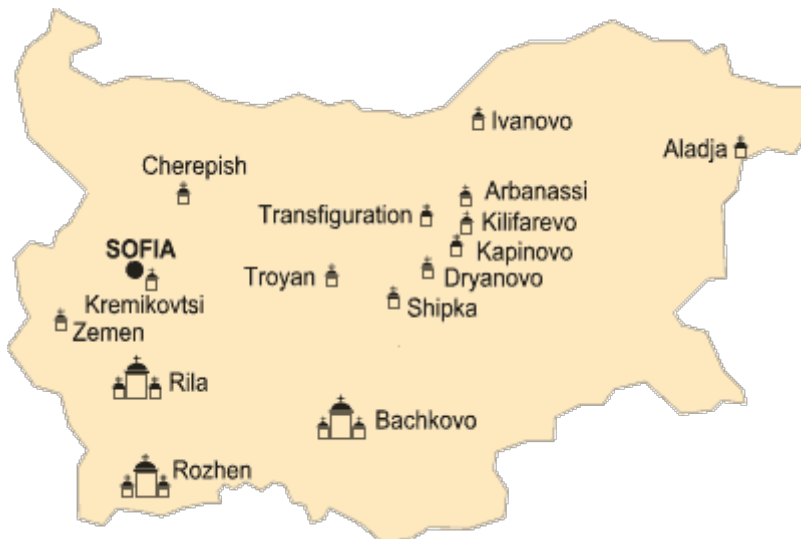 Ivanovo
Aladja
Cherepish
Arbanassi
Transfiguration
Kilifarevo
SOFIA
Kapinovo
Troyan
Dryanovo
Kremikovtsi
Shipka
Zemen
Rila
Bachkovo
Rozhen